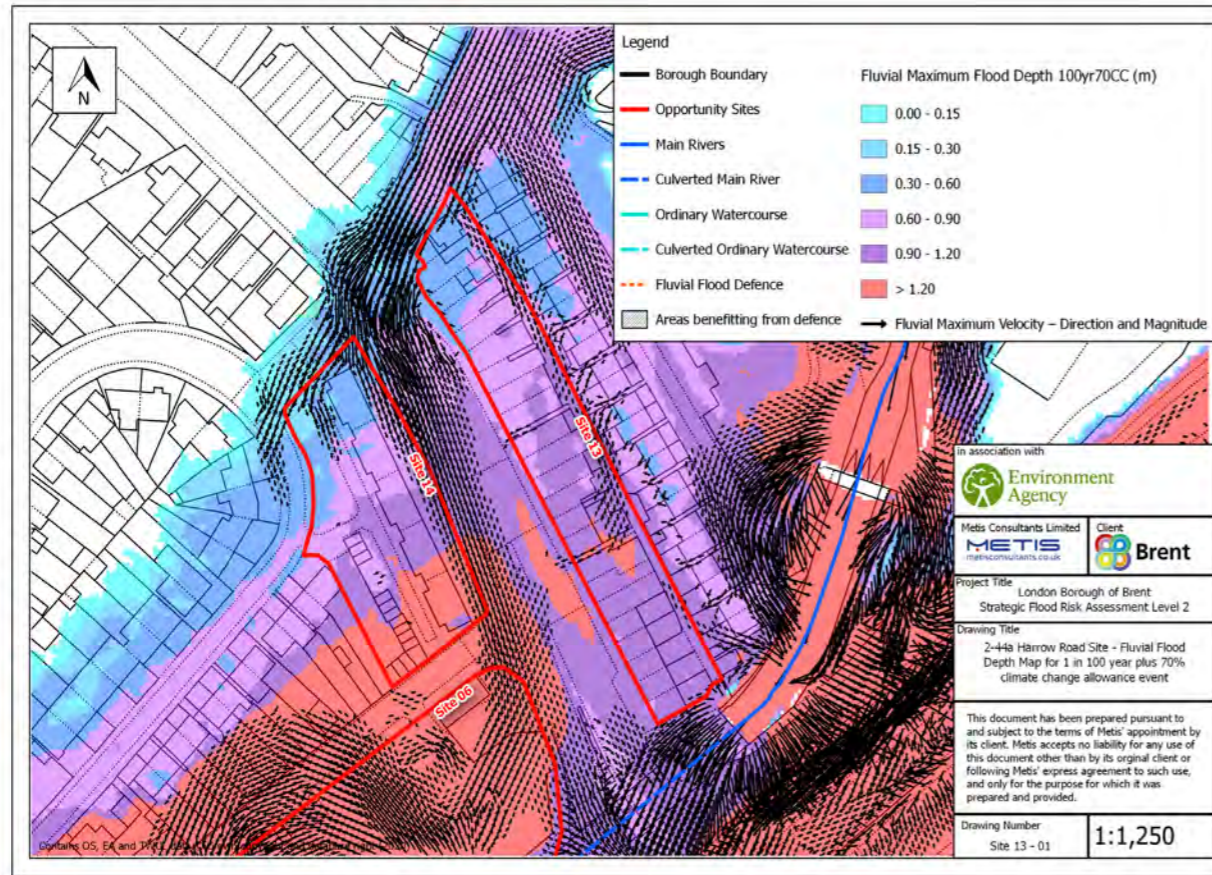 N
Legend
Borough Boundary
Opportunity Sites
Main Rivers
Culverted Main River
Ordinary Watercourse
Culverted Ordinary Watercourse
Fluvial Flood Defence
Areas benefitting from defence
Fluvial Maximum Flood Depth 100yr70CC (m)
0.00 - 0.15
0.15 - 0.30
0.30 - 0.60
0.60 - 0.90
0.90 - 1.20
> 1.20
Fluvial Maximum Velocity – Direction and Magnitude
Site 13
Site 14
Site 06
in association with
Environment
Agency
Metis Consultants Limited
METIS
metisconsultants.co.uk
Client
Brent
Project Title
London Borough of Brent
Strategic Flood Risk Assessment Level 2
Drawing Title
2-44a Harrow Road Site - Fluvial Flood
Depth Map for 1 in 100 year plus 70%
climate change allowance event
This document has been prepared pursuant to
and subject to the terms of Metis' appointment by
its client. Metis accepts no liability for any use of
this document other than by its orginal client or
following Metis' express agreement to such use,
and only for the purpose for which it was
prepared and provided.
Drawing Number
Site 13 - 01
1:1,250
Contains OS, EA and